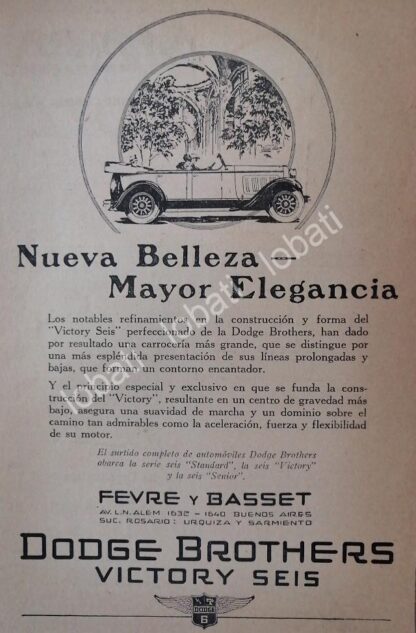 Nueva Belleza —
Mayor Elegancia
Los notables refinamientos en la construcción y forma del
"Victory Seis" perfeccionado de la Dodge Brothers, han dado
por resultado una carrocería más grande, que se distingue por
una más espléndida presentación de sus líneas prolongadas y
bajas, que forman un contorno encantador.
Y el principio especial y exclusivo en que se funda la cons-
trucción del "Victory", resultante en un centro de gravedad más
bajo, asegura una suavidad de marcha y un dominio sobre el
camino tan admirables como la aceleración, fuerza y flexibilidad
de su motor.
El surtido completo de automóviles Dodge Brothers
abarca la serie seis "Standard", la seis "Victory"
y la seis "Senior".
FEVRE Y BASSET
AV. L.N. ALEM 1632 - 1640 BUENOS AIRES
SUC. ROSARIO: URQUIZA Y SARMIENTO
DODGE BROTHERS
VICTORY SEIS
DODGE
6
lobati lobati lobati lobati